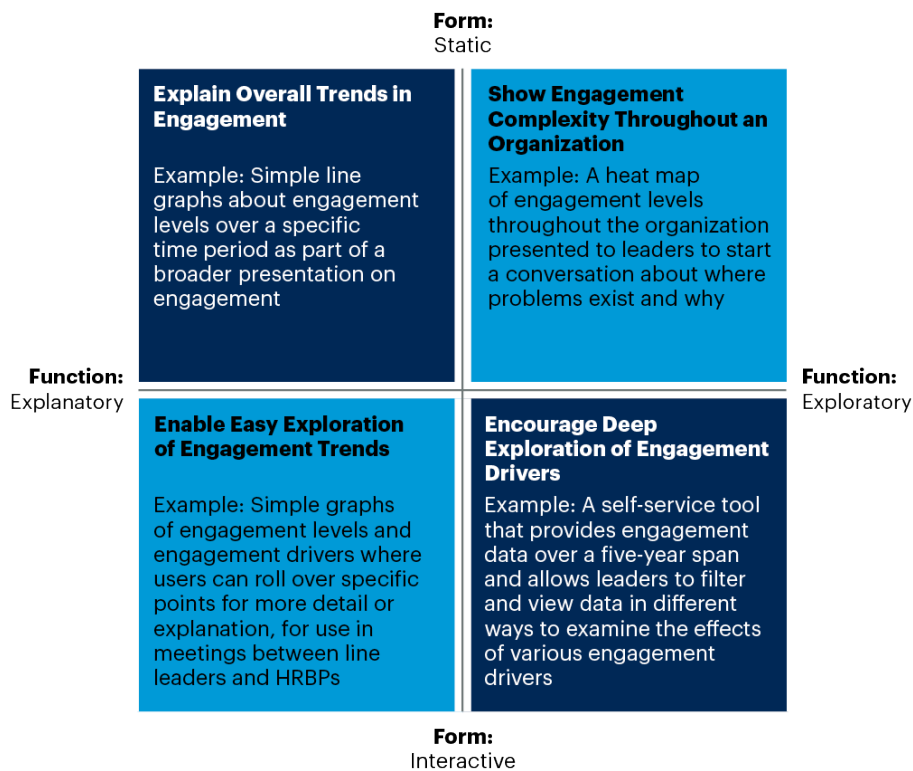 Form:
Static
Explain Overall Trends in
Engagement
Example: Simple line
graphs about engagement
levels over a specific
time period as part of a
broader presentation on
engagement
Show Engagement
Complexity Throughout an
Organization
Example: A heat map
of engagement levels
throughout the organization
presented to leaders to start
a conversation about where
problems exist and why
Function:
Explanatory
Function:
Exploratory
Enable Easy Exploration
of Engagement Trends
Example: Simple graphs
of engagement levels and
engagement drivers where
users can roll over specific
points for more detail or
explanation, for use in
meetings between line
leaders and HRBPs
Encourage Deep
Exploration of Engagement
Drivers
Example: A self-service tool
that provides engagement
data over a five-year span
and allows leaders to filter
and view data in different
ways to examine the effects
of various engagement
drivers
Form:
Interactive